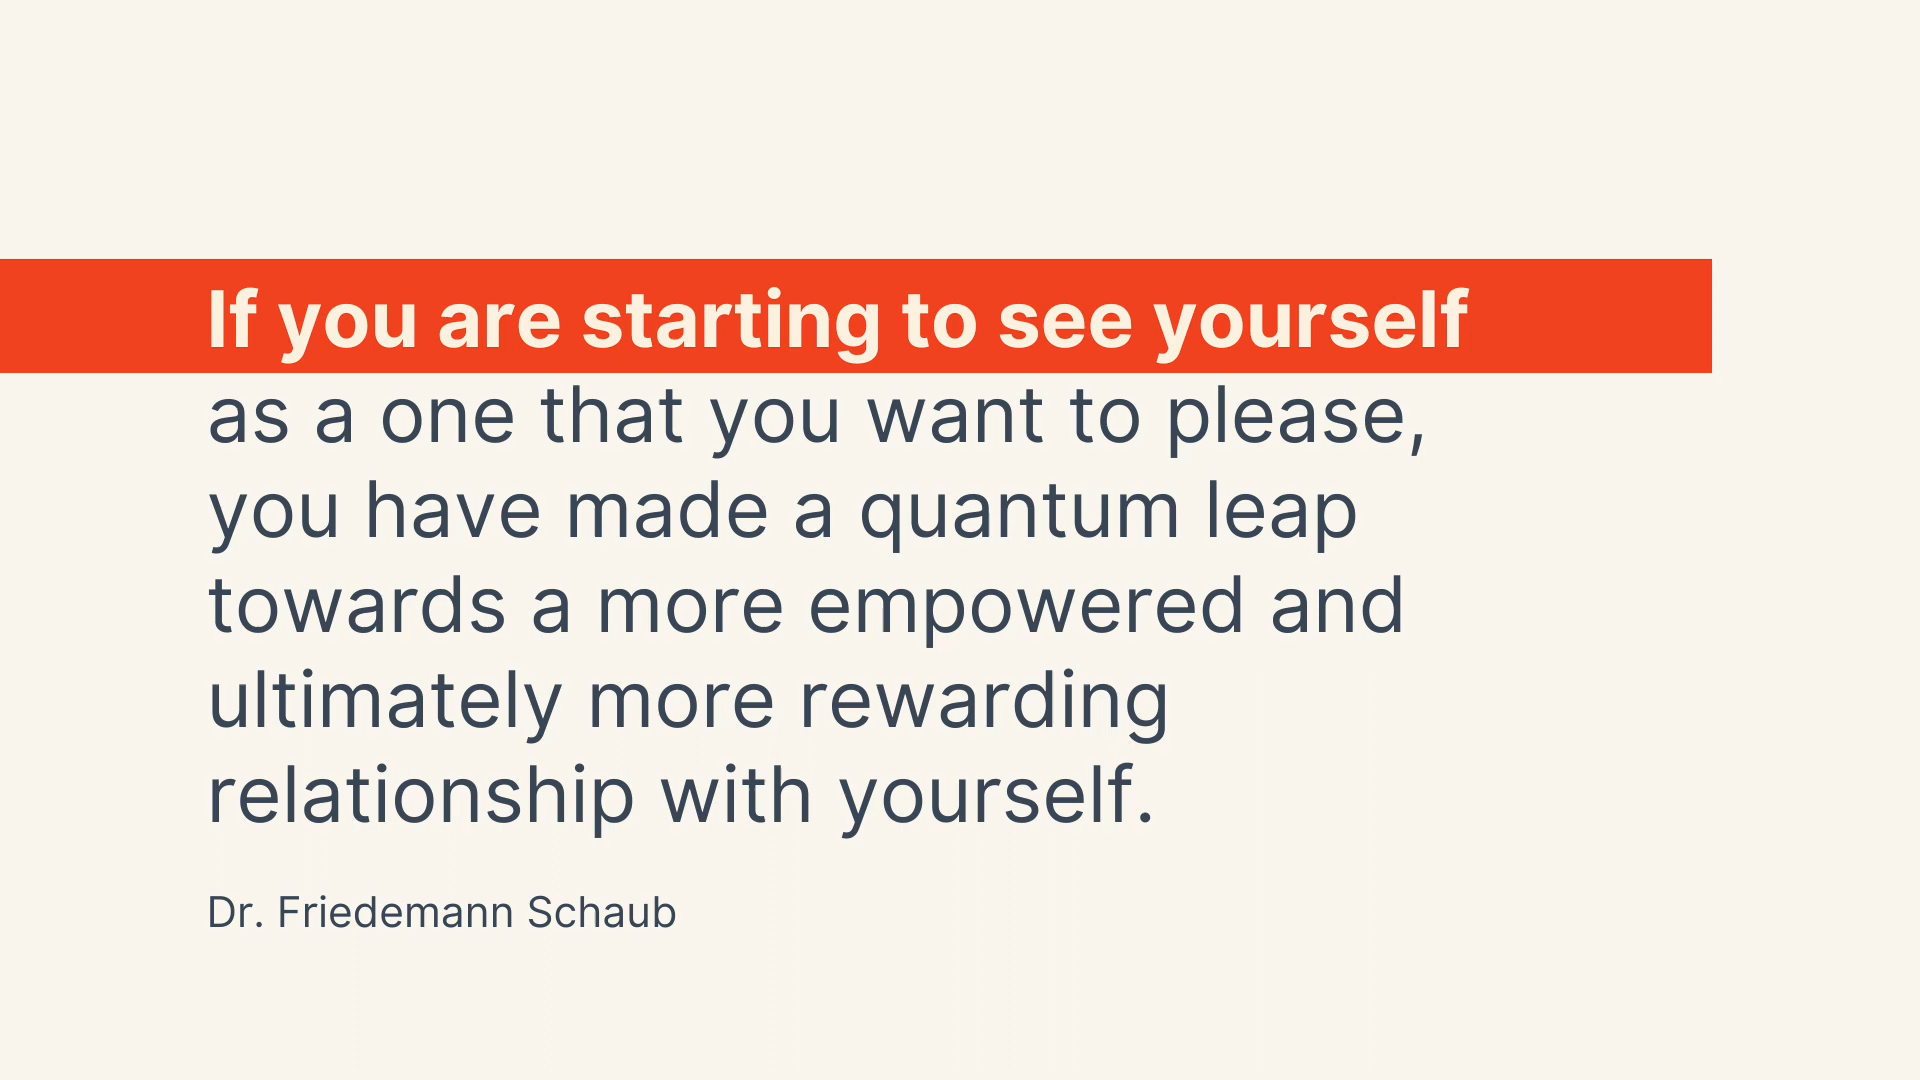 If you are starting to see yourself
as a one that you want to please,
you have made a quantum leap
towards a more empowered and
ultimately more rewarding
relationship with yourself.
Dr. Friedemann Schaub